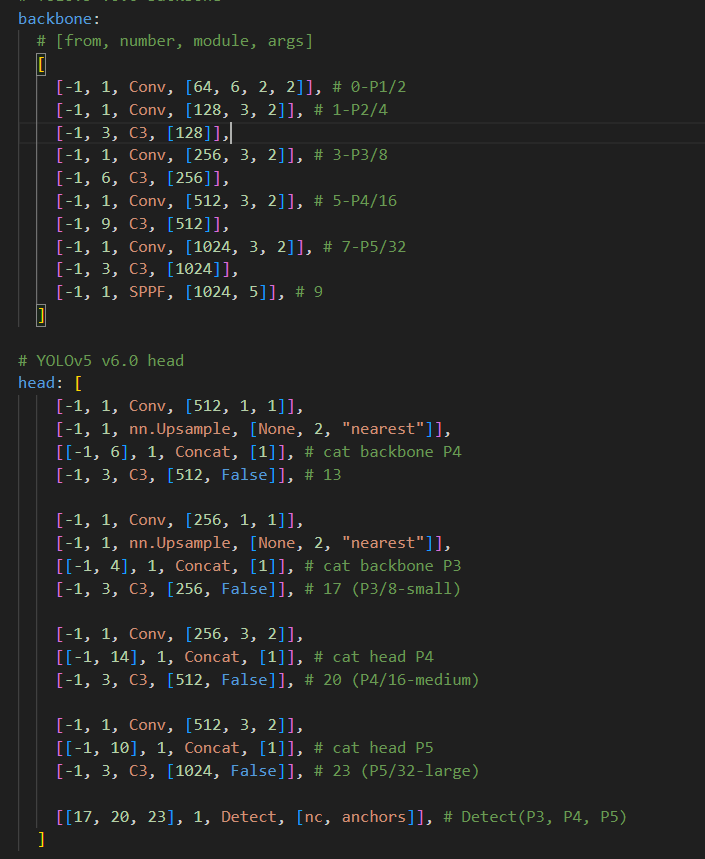 # YOLOv5 v6.0 backbone
backbone:
# [from, number, module, args]
[
[-1, 1, Conv, [64, 6, 2, 2]], # 0-P1/2
[-1, 1, Conv, [128, 3, 2]], # 1-P2/4
[-1, 3, C3, [128]],
[-1, 1, Conv, [256, 3, 2]], # 3-P3/8
[-1, 6, C3, [256]],
[-1, 1, Conv, [512, 3, 2]], # 5-P4/16
[-1, 9, C3, [512]],
[-1, 1, Conv, [1024, 3, 2]], # 7-P5/32
[-1, 3, C3, [1024]],
[-1, 1, SPPF, [1024, 5]], # 9
]
# YOLOv5 v6.0 head
head: [
[-1, 1, Conv, [512, 1, 1]],
[-1, 1, nn.Upsample, [None, 2, "nearest"]],
[[-1, 6], 1, Concat, [1]], # cat backbone P4
[-1, 3, C3, [512, False]], # 13
[-1, 1, Conv, [256, 1, 1]],
[-1, 1, nn.Upsample, [None, 2, "nearest"]],
[[-1, 4], 1, Concat, [1]], # cat backbone P3
[-1, 3, C3, [256, False]], # 17 (P3/8-small)
[-1, 1, Conv, [256, 3, 2]],
[[-1, 14], 1, Concat, [1]], # cat head P4
[-1, 3, C3, [512, False]], # 20 (P4/16-medium)
[-1, 1, Conv, [512, 3, 2]],
[[-1, 10], 1, Concat, [1]], # cat head P5
[-1, 3, C3, [1024, False]], # 23 (P5/32-large)
[[17, 20, 23], 1, Detect, [nc, anchors]], # Detect(P3, P4, P5)
]